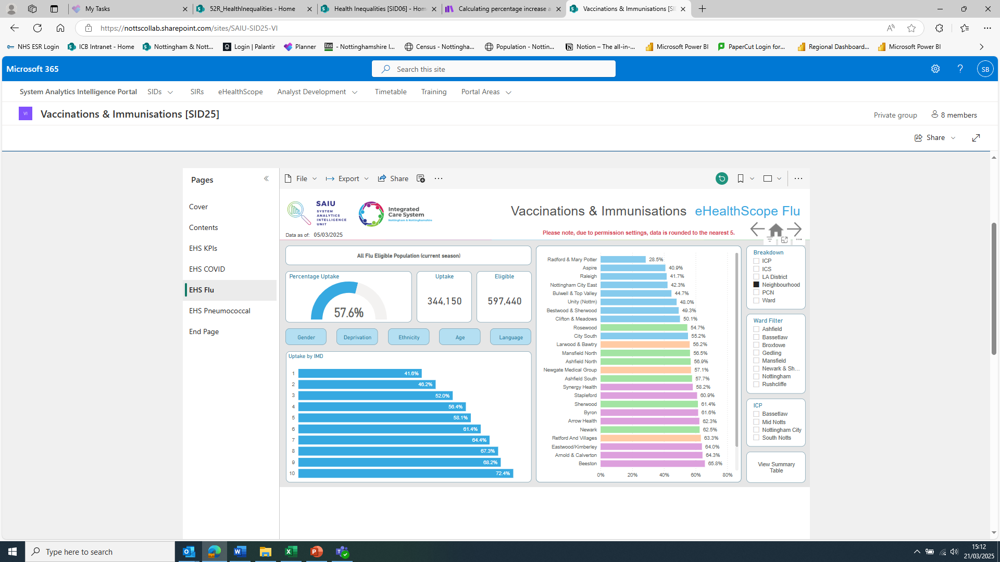 My Tasks
52R_HealthInequalities - Home
Health Inequalities [SID06] - Hom
Calculating percentage increase a
Vaccinations & Immunisations [SI
https://nottscollab.sharepoint.com/sites/SAIU-SID25-VI
NHS ESR Login
ICB Intranet - Home
Nottingham & Nott...
Login | Palantir
Planner
Ins
- Nottinghamshire I...
Census - Nottingha...
Population - Nottin...
Notion – The all-in-...
Microsoft Power BI
PaperCut Login for...
Regional Dashboard...
Microsoft Power BI
Microsoft 365
Search this site
SB
System Analytics Intelligence Portal
SIDs
SIRs
eHealthScope
Analyst Development
Timetable
Training
Portal Areas
VI
Vaccinations & Immunisations [SID25]
Private group
8 members
Share
Pages
Cover
Contents
EHS KPIs
EHS COVID
EHS Flu
EHS Pneumococcal
End Page
File
Export
Share
SAIU
SYSTEM
ANALYTICS
INTELLIGENCE
UNIT
Integrated
Care System
Nottingham & Nottinghamshire
Vaccinations & Immunisations eHealthScope Flu
Data as of: 05/03/2025
Please note, due to permission settings, data is rounded to the nearest 5.
All Flu Eligible Population (current season)
Percentage Uptake
57.6%
Uptake
344,150
Eligible
597,440
Gender
Deprivation
Ethnicity
Age
Language
Uptake by IMD
1 41.6%
2 46.2%
3 52.0%
4 56.4%
5 58.1%
6 61.4%
7 64.4%
8 67.3%
9 68.2%
10 72.4%
Radford & Mary Potter 28.5%
Aspire 40.9%
Raleigh 41.7%
Nottingham City East 42.3%
Bulwell & Top Valley 44.7%
Unity (Nottm) 48.0%
Bestwood & Sherwood 49.3%
Clifton & Meadows 50.1%
Rosewood 54.7%
City South 55.2%
Larwood & Bawtry 56.2%
Mansfield North 56.5%
Ashfield North 56.9%
Newgate Medical Group 57.1%
Ashfield South 57.7%
Synergy Health 58.2%
Stapleford 60.9%
Sherwood 61.4%
Byron 61.6%
Arrow Health 62.3%
Newark 62.5%
Retford And Villages 63.3%
Eastwood/Kimberley 64.0%
Arnold & Calverton 64.3%
Beeston 65.8%
0% 20% 40% 60% 80%
Breakdown
ICP
ICS
LA District
Neighbourhood
PCN
Ward
Ward Filter
Ashfield
Bassetlaw
Broxtowe
Gedling
Mansfield
Newark & Sh...
Nottingham
Rushcliffe
ICP
Bassetlaw
Mid Notts
Nottingham City
South Notts
View Summary
Table
Type here to search
15:12
21/03/2025